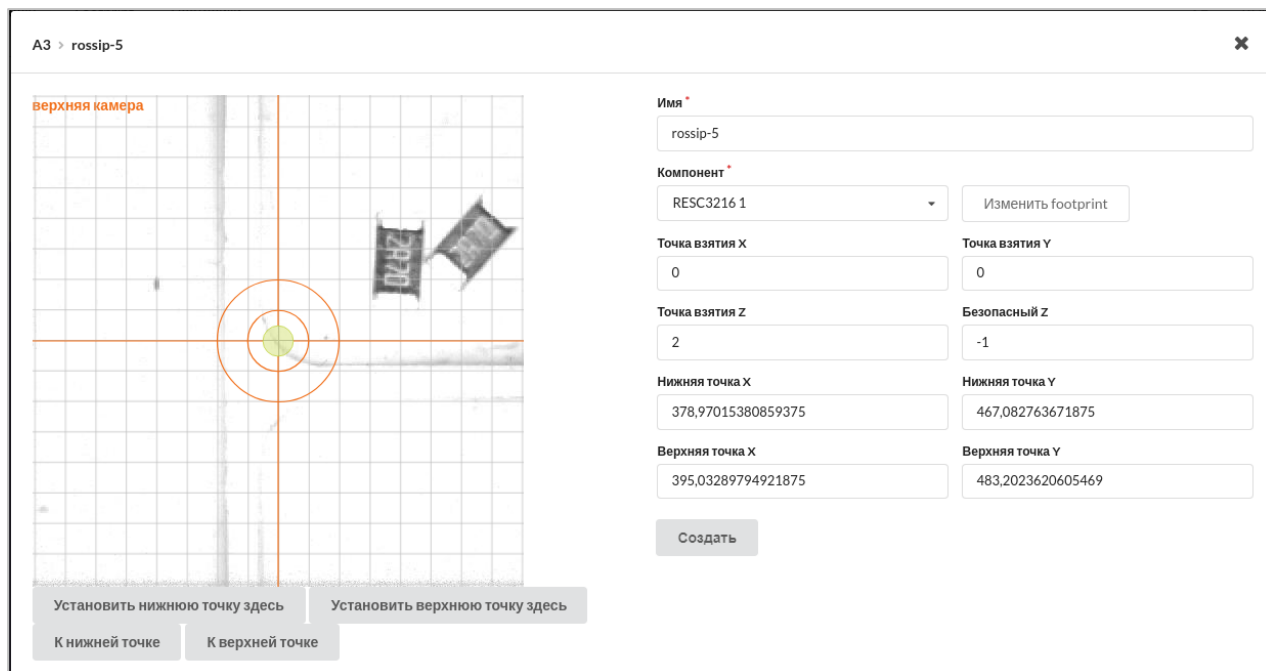 A3 > rossip-5
верхняя камера
Имя *
rossip-5
Компонент *
RESC3216 1
Изменить footprint
Точка взятия X
Точка взятия Y
0
0
Точка взятия Z
Безопасный Z
2
-1
Нижняя точка X
Нижняя точка Y
378,97015380859375
467,082763671875
Верхняя точка X
Верхняя точка Y
395,03289794921875
483,2023620605469
Создать
Установить нижнюю точку здесь
Установить верхнюю точку здесь
К нижней точке
К верхней точке